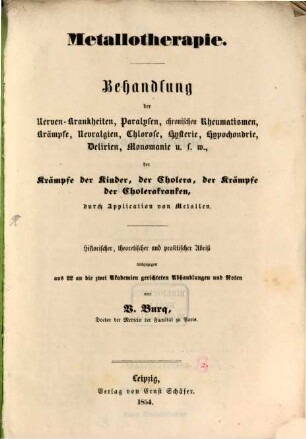 Metallotherapie.
Behandlung
der
Nerven-Krankheiten, Paralysen, chronischen Rheumatismen,
Krämpfe, Nevralgien, Chlorose, Hysterie, Hypochondrie,
Delirien, Monomanie u. s. w.,
der
Krämpfe der Kinder, der Cholera, der Krämpfe
der Cholerakranken,
durch Application von Metallen.
Historischer, theoretischer und praktischer Abriß
aus 22 an die zwei Akademien gerichteten Abhandlungen und Noten
von
V. Burq,
Doctor der Medicin der Facultät zu Paris.
Leipzig,
Verlag von Ernst Schäfer.
1854.